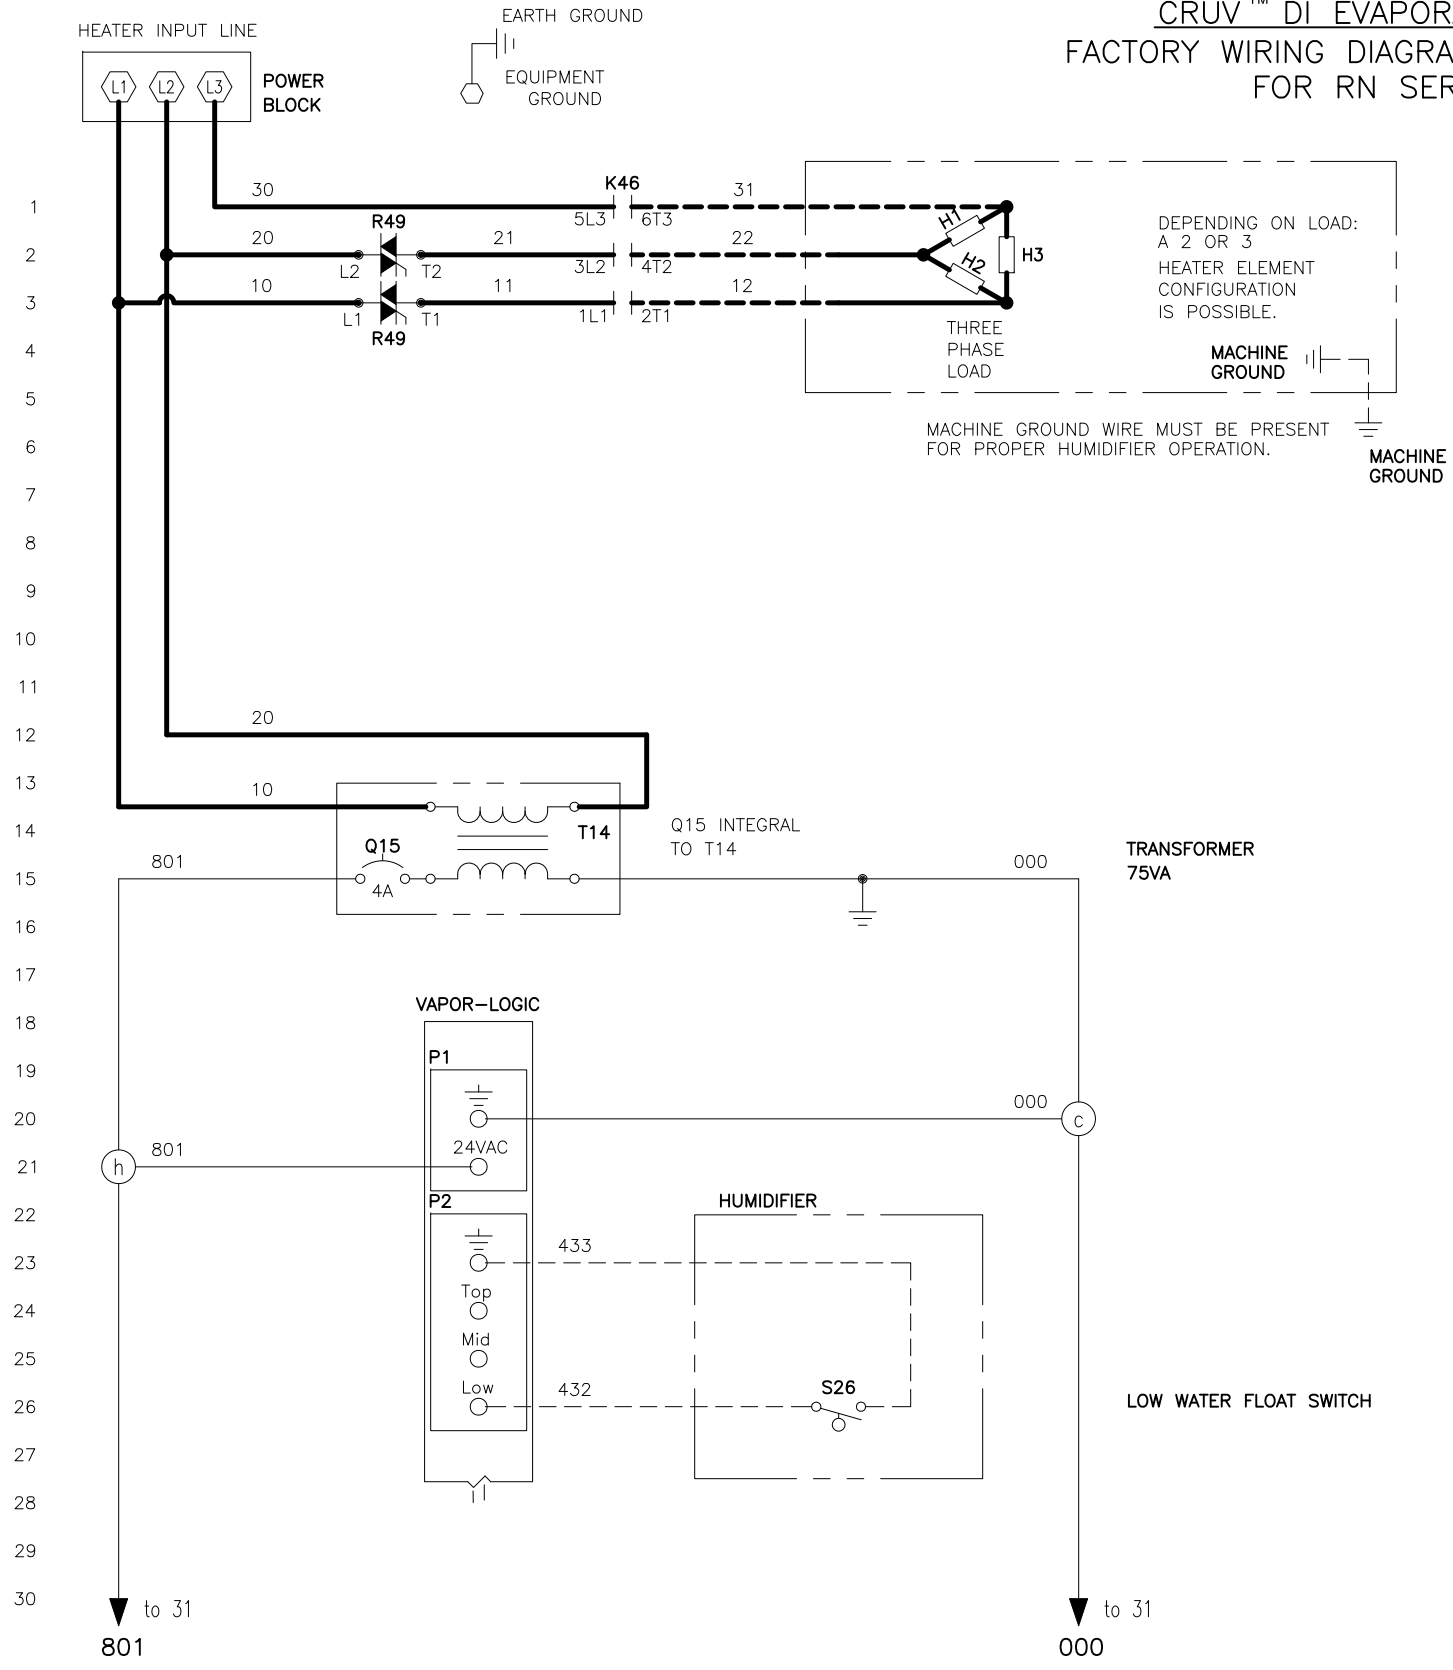 CRUV™ DI EVAPOR
FACTORY WIRING DIAGRA
FOR RN SER
EARTH GROUND
HEATER INPUT LINE
L1 L2 L3
POWER
BLOCK
EQUIPMENT
GROUND
1
30
K46
31
5L3 6T3
H1
R49
2
20
21
22
L2 T2
3L2 4T2
H2
H3
DEPENDING ON LOAD:
A 2 OR 3
HEATER ELEMENT
CONFIGURATION
IS POSSIBLE.
3
10
11
12
L1 T1
1L1 2T1
R49
THREE
PHASE
LOAD
4
MACHINE
GROUND
5
MACHINE GROUND WIRE MUST BE PRESENT
FOR PROPER HUMIDIFIER OPERATION.
6
MACHINE
GROUND
7
8
9
10
11
12
20
13
10
14
T14
Q15 INTEGRAL
TO T14
Q15
4A
15
801
000
TRANSFORMER
75VA
16
17
VAPOR-LOGIC
18
P1
19
20
000
c
24VAC
21
h
801
P2
HUMIDIFIER
22
23
433
Top
24
Mid
25
Low
26
432
S26
LOW WATER FLOAT SWITCH
27
28
29
30
to 31
801
to 31
000